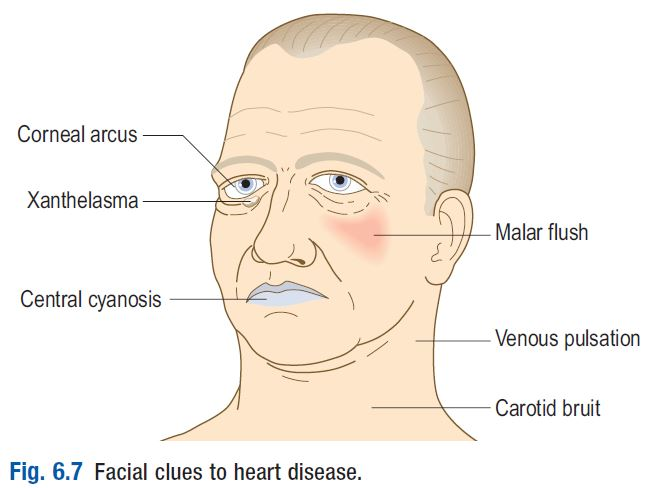 Corneal arcus
Xanthelasma
Central cyanosis
Malar flush
Venous pulsation
Carotid bruit
Fig. 6.7 Facial clues to heart disease.